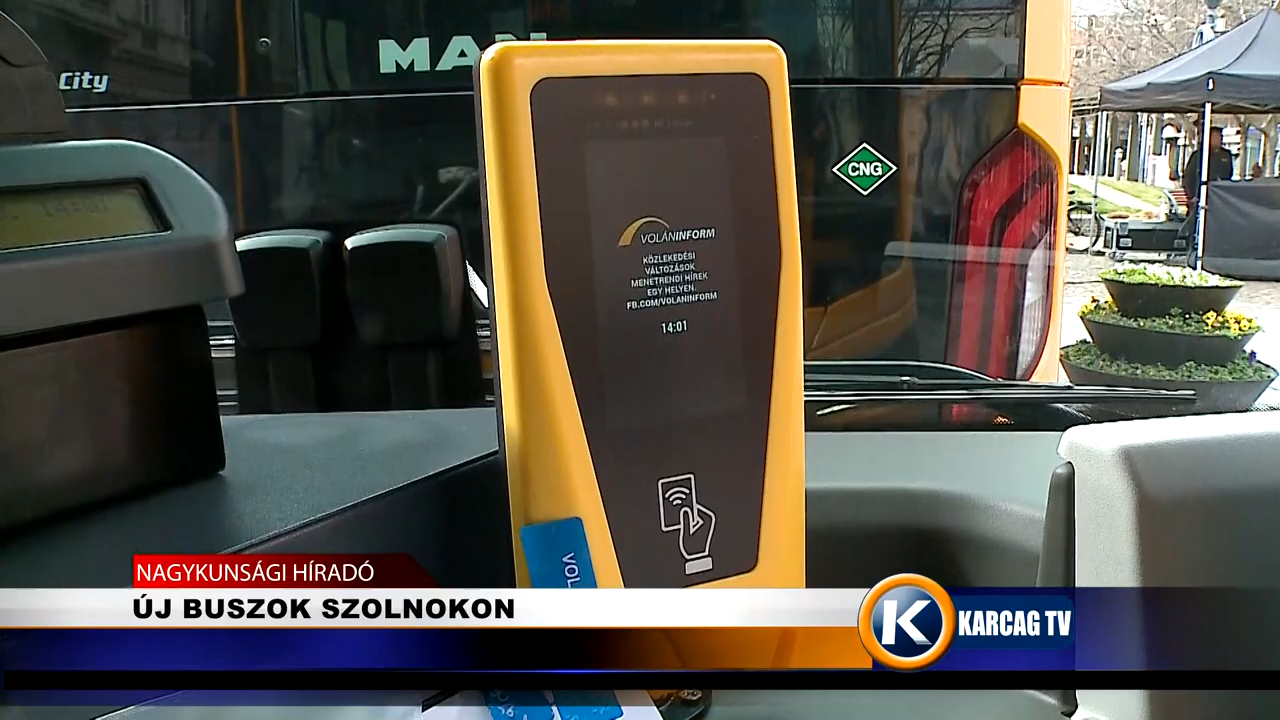 MAN
City
CNG
VOLÁNINFORM
KÖZLEKEDÉSI
VÁLTOZÁSOK
MENETRENDI HÍREK
EGY HELYEN.
FB.COM/VOLANINFORM
14:01
VOL
NAGYKUNSÁGI HÍRADÓ
ÚJ BUSZOK SZOLNOKON
K
KARCAG TV